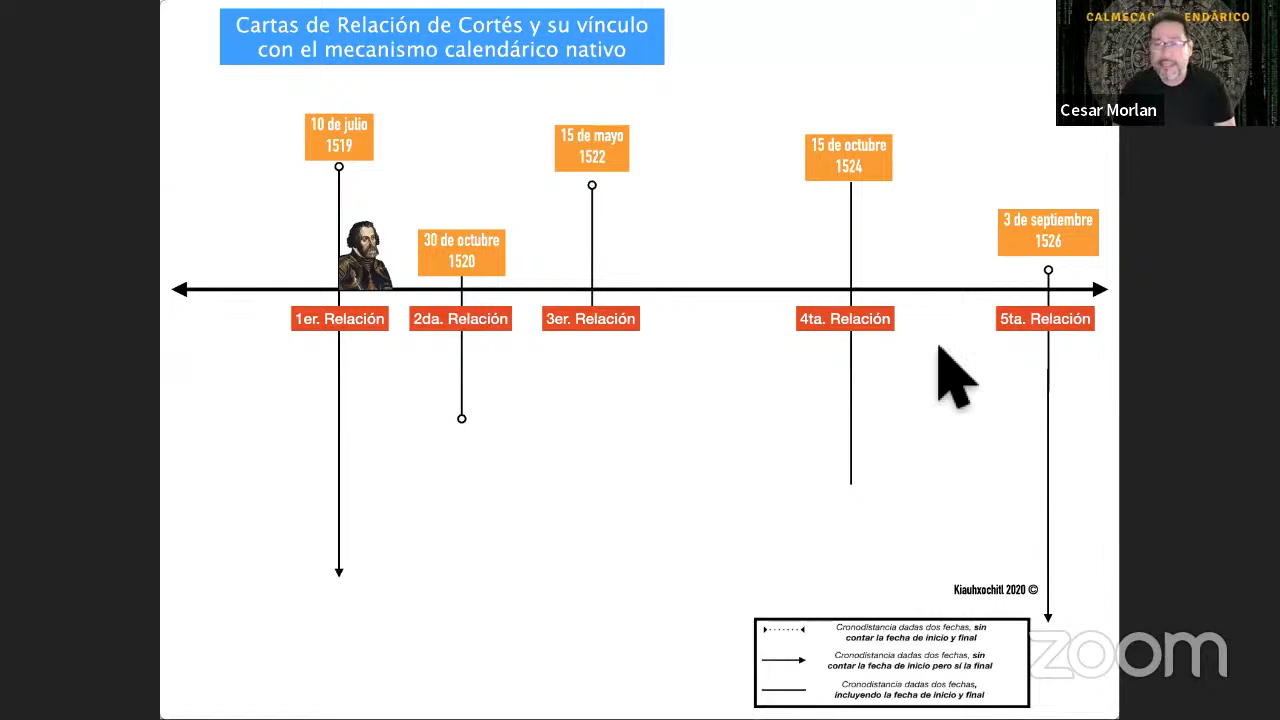 Cartas de Relación de Cortés y su vínculo
con el mecanismo calendárico nativo
CALMECAC
ENDÁRICO
Cesar Morlan
10 de julio
1519
15 de mayo
1522
15 de octubre
1524
30 de octubre
1520
3 de septiembre
1526
1er. Relación
2da. Relación
3er. Relación
4ta. Relación
5ta. Relación
Kiauhxochitl 2020 ©
Cronodistancia dadas dos fechas, sin
contar la fecha de inicio y final
Cronodistancia dadas dos fechas, sin
contar la fecha de inicio pero sí la final
Cronodistancia dadas dos fechas,
incluyendo la fecha de inicio y final
zoom